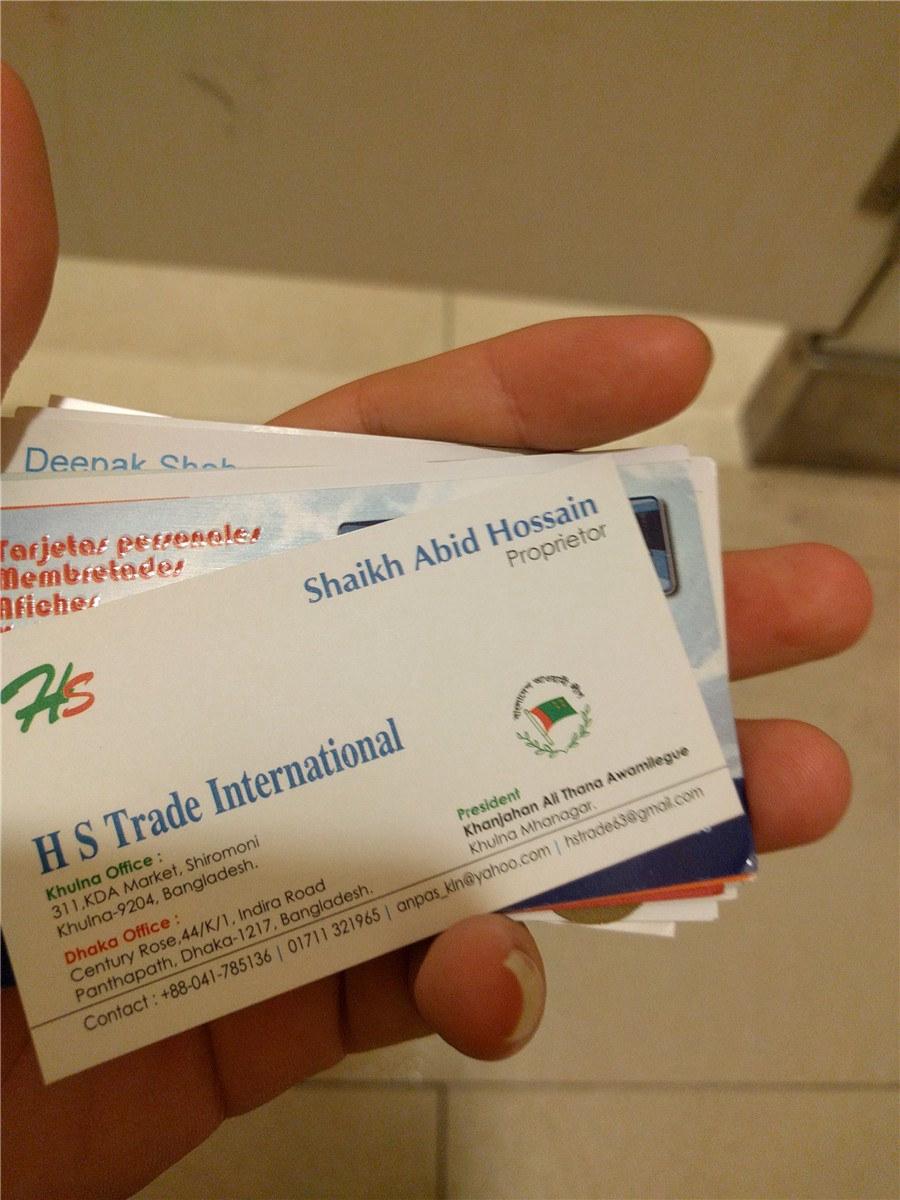 Deepak Shah
Tarjetas personales
Membretados
Afiches
Shaikh Abid Hossain
Proprietor
HS
বাংলাদেশ আওয়ামী লীগ
H S Trade International
President
Khanjahan Ali Thana Awamilegue
Khulna Mhanagar.
Khulna Office :
311,KDA Market, Shiromoni
Khulna-9204, Bangladesh.
Dhaka Office :
Century Rose,44/K/1, Indira Road
Panthapath, Dhaka-1217, Bangladesh.
Contact : +88-041-785136 | 01711 321965 | anpas_kln@yahoo.com | hstrade63@gmail.com